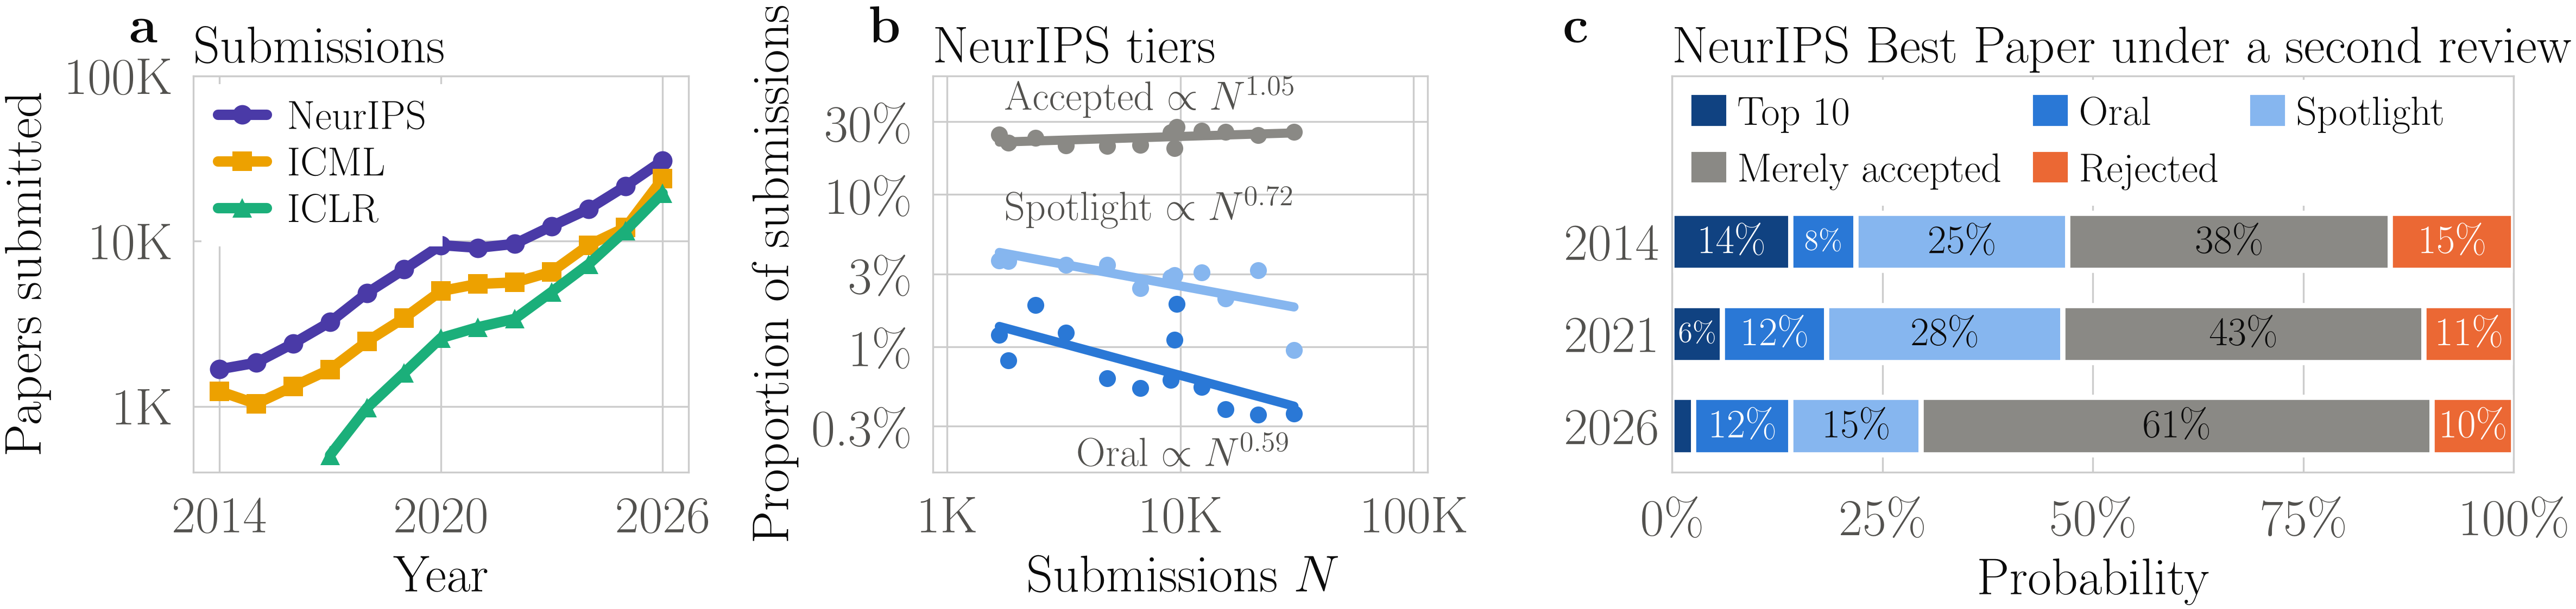 a
Submissions
Papers submitted
100K
10K
1K
NeurIPS
ICML
ICLR
2014 2020 2026
Year
b
NeurIPS tiers
Proportion of submissions
30%
10%
3%
1%
0.3%
Accepted ∝ N^1.05
Spotlight ∝ N^0.72
Oral ∝ N^0.59
1K 10K 100K
Submissions N
c
NeurIPS Best Paper under a second review
Top 10 Oral Spotlight
Merely accepted Rejected
2014 14% 8% 25% 38% 15%
2021 6% 12% 28% 43% 11%
2026 12% 15% 61% 10%
0% 25% 50% 75% 100%
Probability